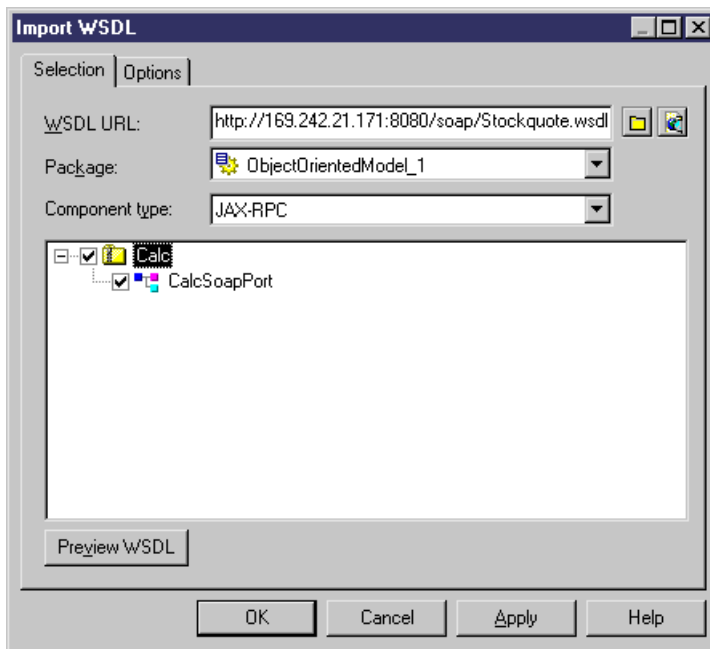 Import WSDL
Selection Options
WSDL URL: http://169.242.21.171:8080/soap/Stockquote.wsdl
Package: ObjectOrientedModel_1
Component type: JAX-RPC
Calc
CalcSoapPort
Preview WSDL
OK Cancel Apply Help